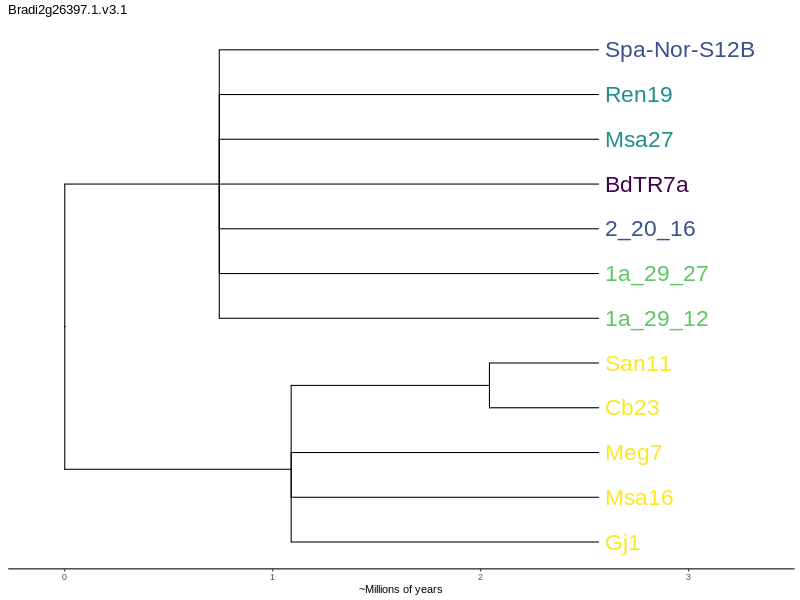 Bradi2g26397.1.v3.1
Spa-Nor-S12B
Ren19
Msa27
BdTR7a
2_20_16
1a_29_27
1a_29_12
San11
Cb23
Meg7
Msa16
Gj1
0 1 2 3
~Millions of years